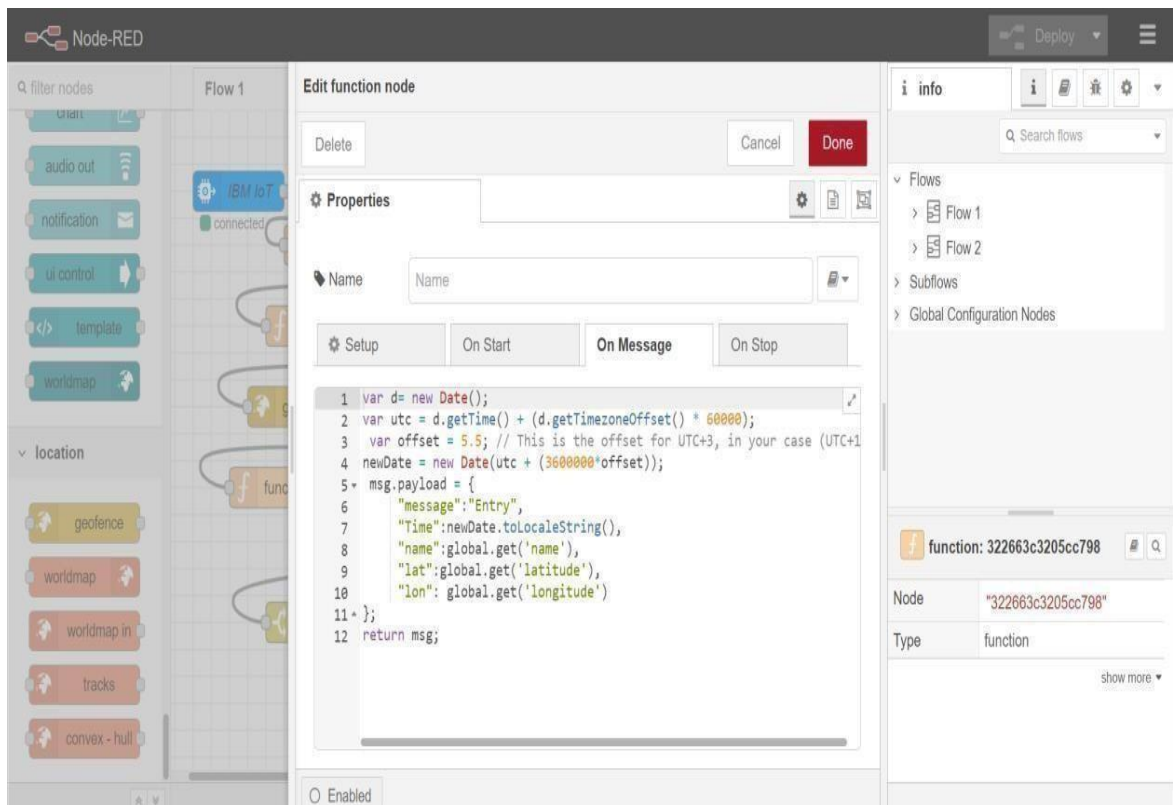 Node-RED
Deploy
filter nodes
Flow 1
chart
audio out
notification
ui control
template
worldmap
location
geofence
worldmap
worldmap in
tracks
convex - hull
IBM IoT
connected
func
Edit function node
Delete
Cancel
Done
Properties
Name
Name
Setup
On Start
On Message
On Stop
1 var d= new Date();
2 var utc = d.getTime() + (d.getTimezoneOffset() * 60000);
3 var offset = 5.5; // This is the offset for UTC+3, in your case (UTC+1
4 newDate = new Date(utc + (3600000*offset));
5 msg.payload = {
6 "message":"Entry",
7 "Time":newDate.toLocaleString(),
8 "name":global.get('name'),
9 "lat":global.get('latitude'),
10 "lon": global.get('longitude')
11 };
12 return msg;
Enabled
i info
i
Search flows
Flows
Flow 1
Flow 2
Subflows
Global Configuration Nodes
function: 322663c3205cc798
Node "322663c3205cc798"
Type function
show more